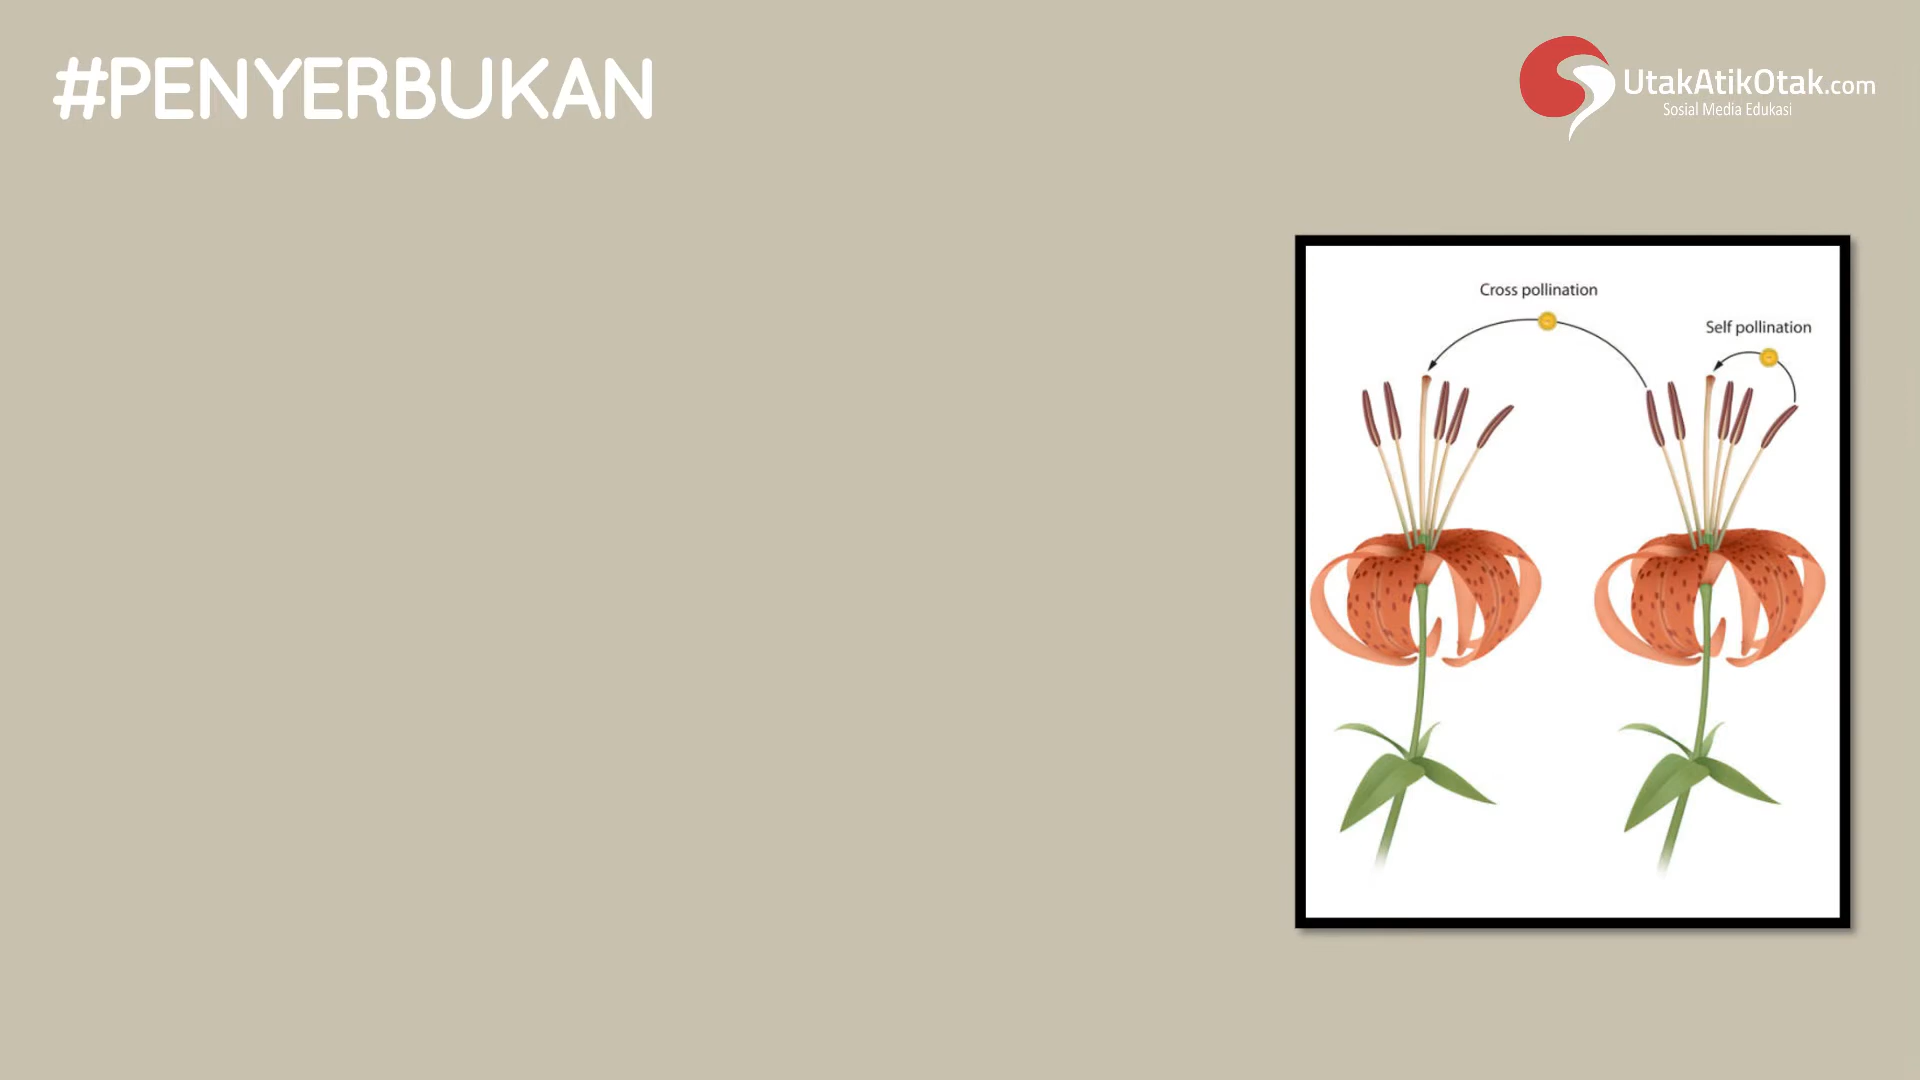 #PENYERBUKAN
UtakAtikOtak.com
Sosial Media Edukasi
Cross pollination
Self pollination